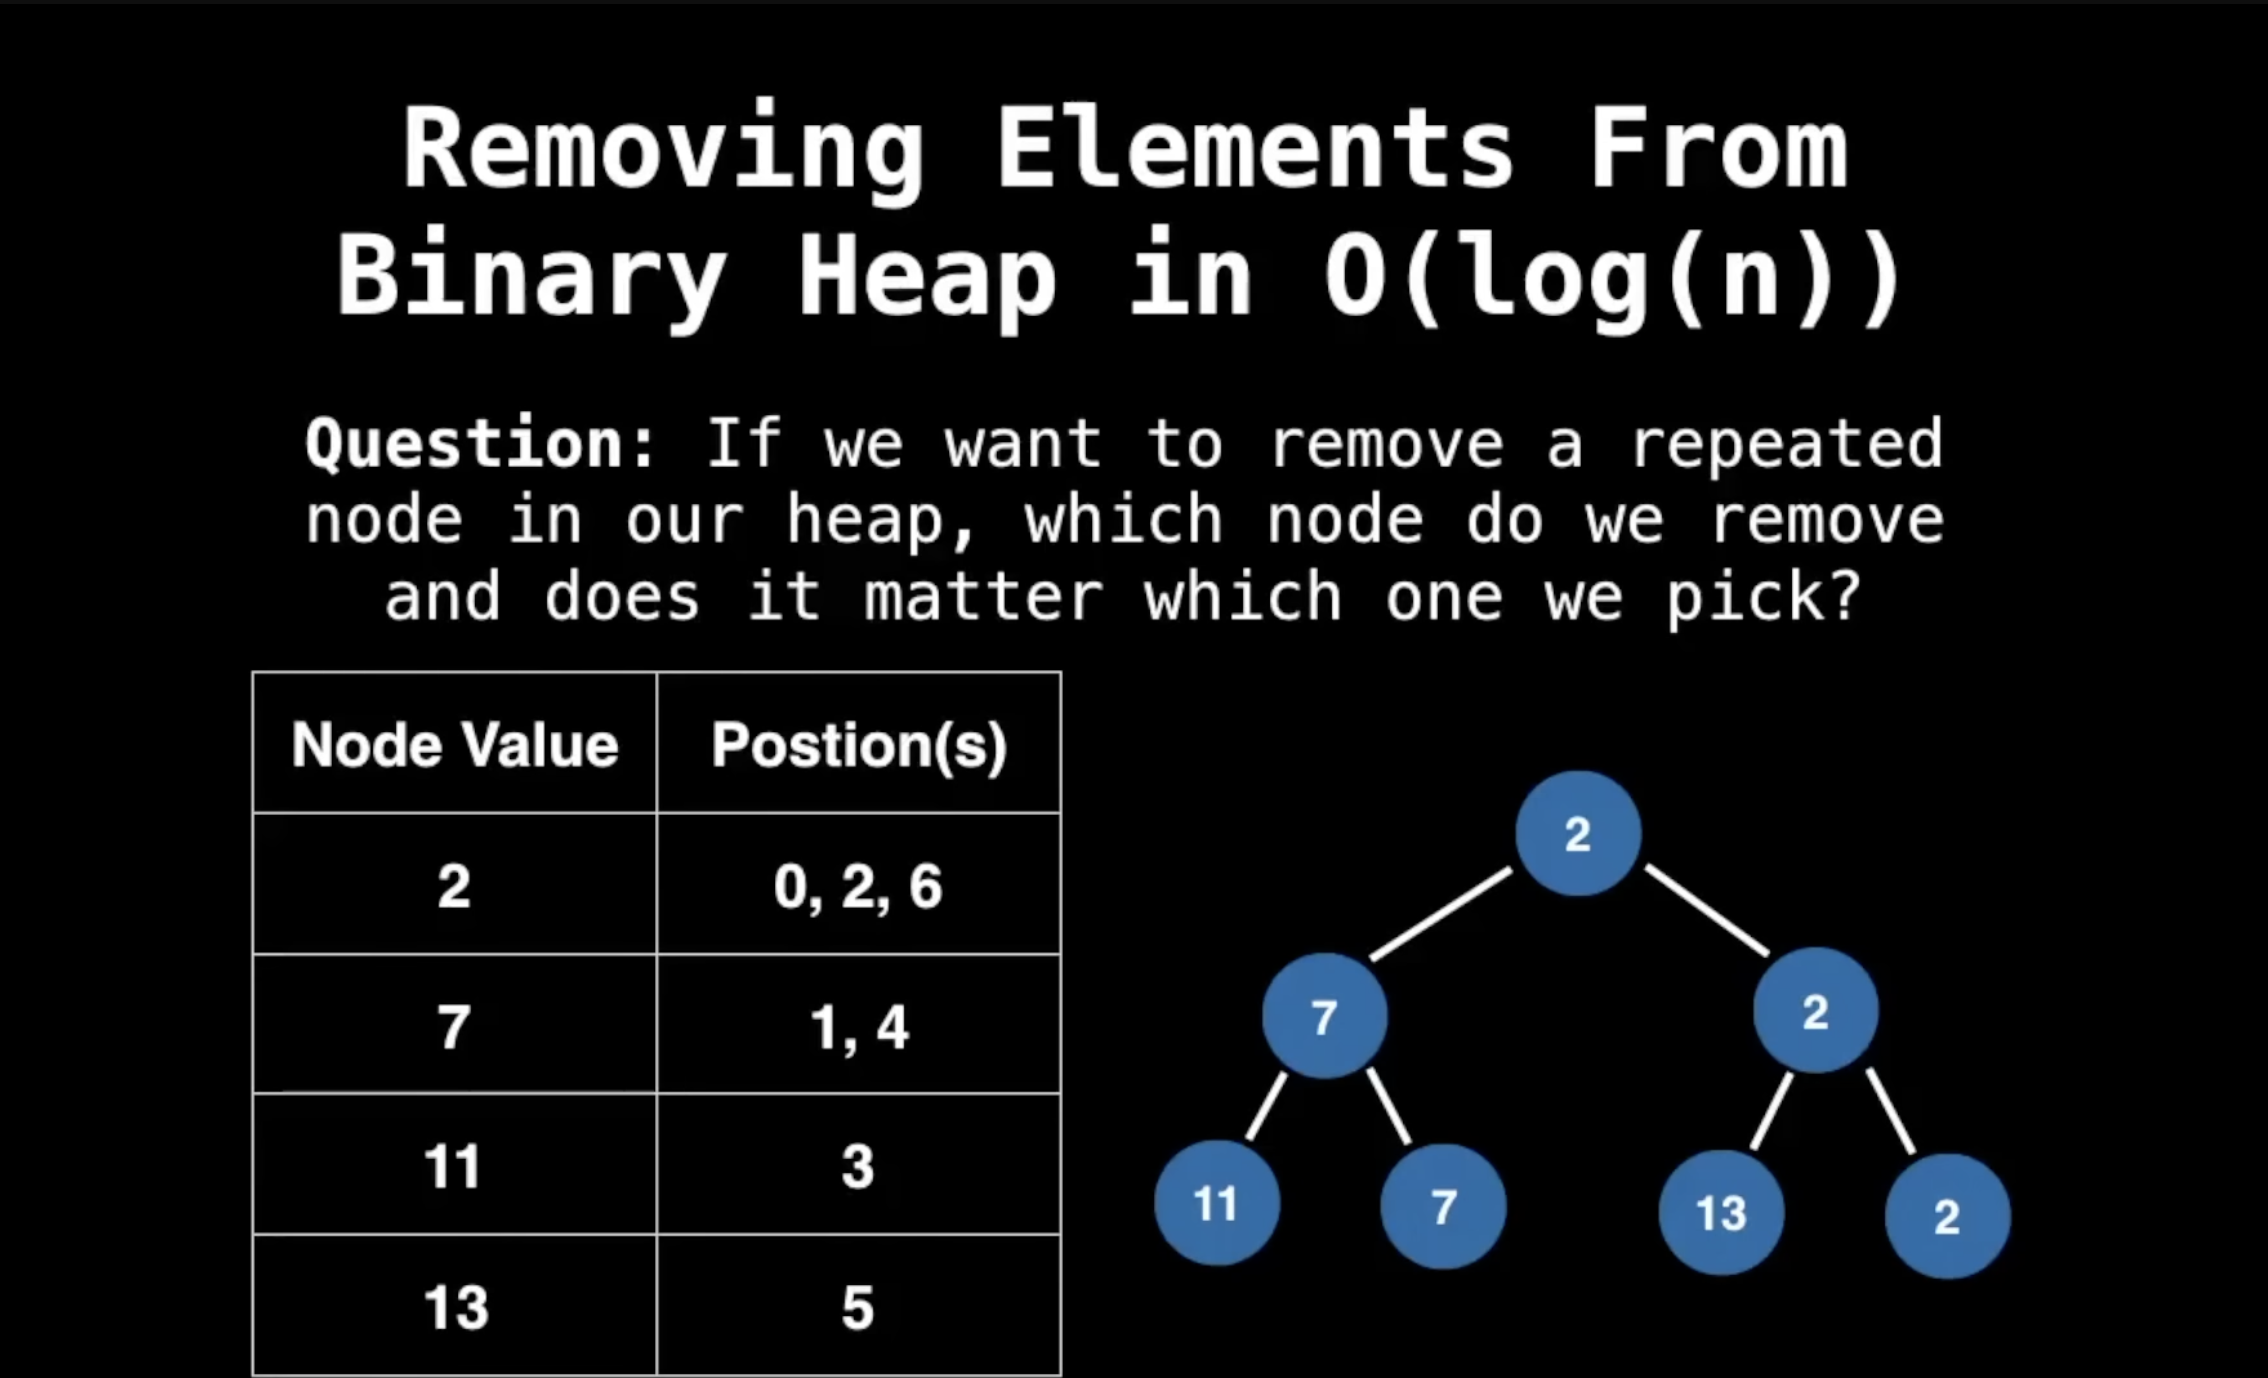 Removing Elements From
Binary Heap in O(log(n))
Question: If we want to remove a repeated
node in our heap, which node do we remove
and does it matter which one we pick?
Node Value Postion(s)
2 0, 2, 6
7 1, 4
11 3
13 5
2
7 2
11 7 13 2